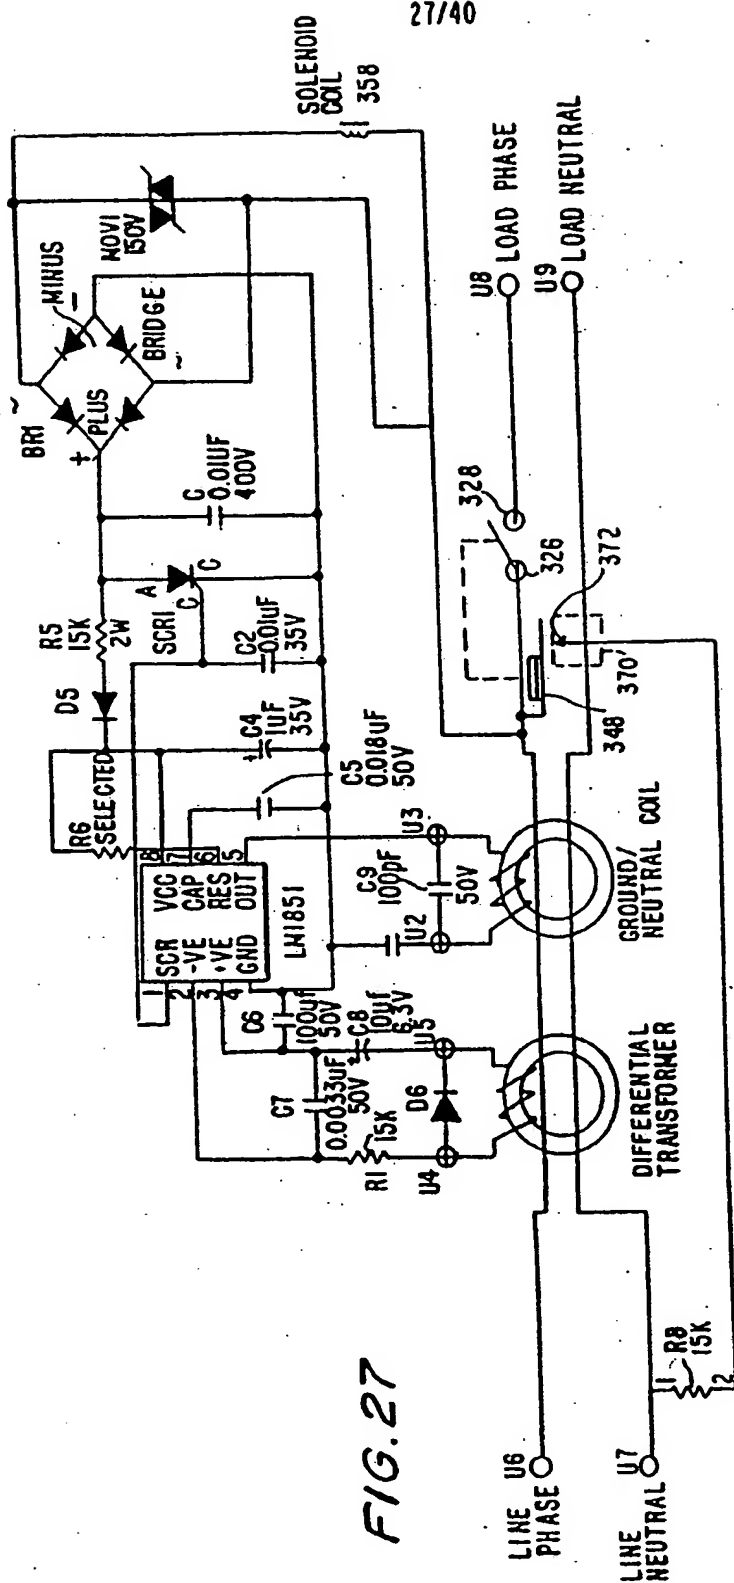 27/40
SOLENOID
COIL
358
MOV1
150V
MINUS
-
BRIDGE
~
~
BR1
PLUS
+
C
0.01UF
400V
R5
15K
2W
A
SCR1
C
C
C2
0.01uF
35V
D5
+
C4
1uF
35V
C5
0.018uF
50V
R6
SELECTED
8 VCC
7 CAP
6 RES
5 OUT
1 SCR
2 -VE
3 +VE
4 GND
LM1851
U3
C9
100pF
50V
U2
C6
100uf
50V
+
C8
10uf
6.3V
U5
C7
0.0033uF
50V
R1
15K
D6
U4
GROUND/
NEUTRAL COIL
DIFFERENTIAL
TRANSFORMER
U8 LOAD PHASE
U9 LOAD NEUTRAL
328
326
372
370'
348
R8
15K
1
2
U6
LINE
PHASE
U7
LINE
NEUTRAL
FIG.27